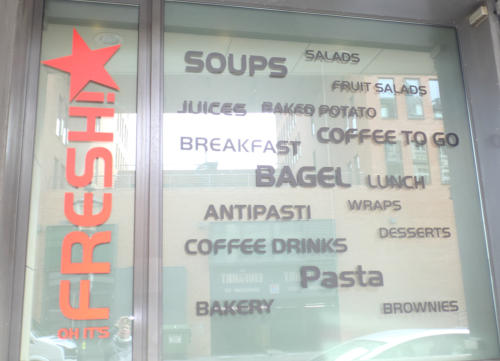 OH IT'S
FRESH!
SOUPS
SALADS
FRUIT SALADS
JUICES
BAKED POTATO
COFFEE TO GO
BREAKFAST
BAGEL
LUNCH
WRAPS
ANTIPASTI
DESSERTS
COFFEE DRINKS
Pasta
BAKERY
BROWNIES